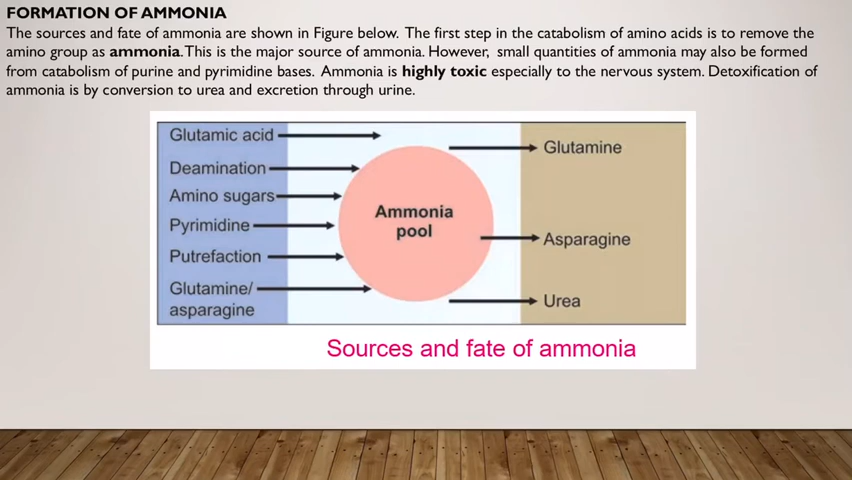 FORMATION OF AMMONIA
The sources and fate of ammonia are shown in Figure below. The first step in the catabolism of amino acids is to remove the
amino group as ammonia. This is the major source of ammonia. However, small quantities of ammonia may also be formed
from catabolism of purine and pyrimidine bases. Ammonia is highly toxic especially to the nervous system. Detoxification of
ammonia is by conversion to urea and excretion through urine.
Glutamic acid
Deamination
Amino sugars
Pyrimidine
Putrefaction
Glutamine/
asparagine
Ammonia
pool
Glutamine
Asparagine
Urea
Sources and fate of ammonia